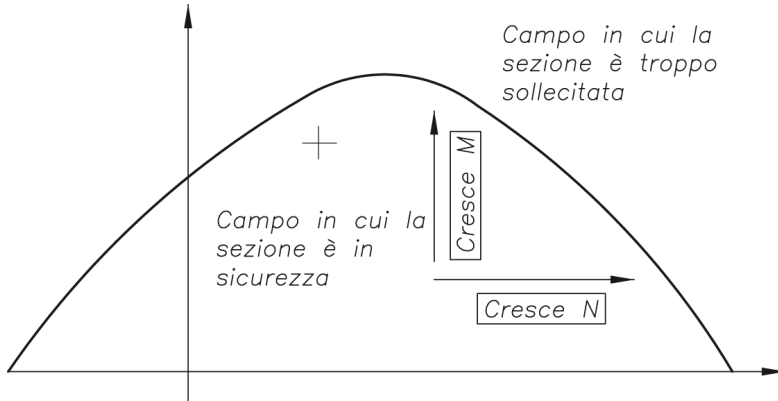 Campo in cui la
sezione è troppo
sollecitata
Cresce M
Campo in cui la
sezione è in
sicurezza
Cresce N